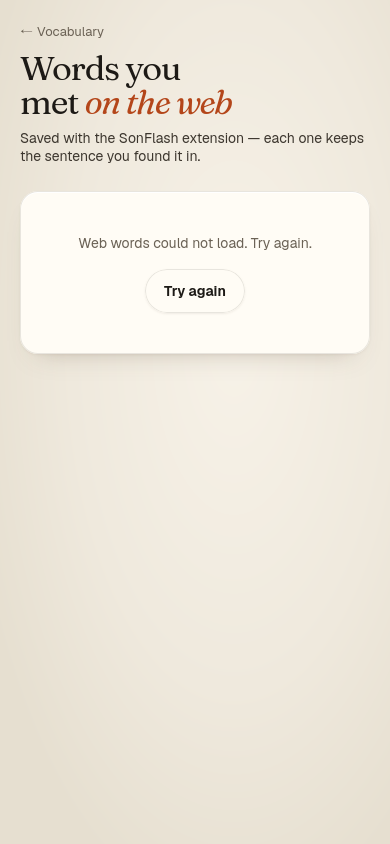 ← Vocabulary
Words you
met on the web
Saved with the SonFlash extension — each one keeps
the sentence you found it in.
Web words could not load. Try again.
Try again